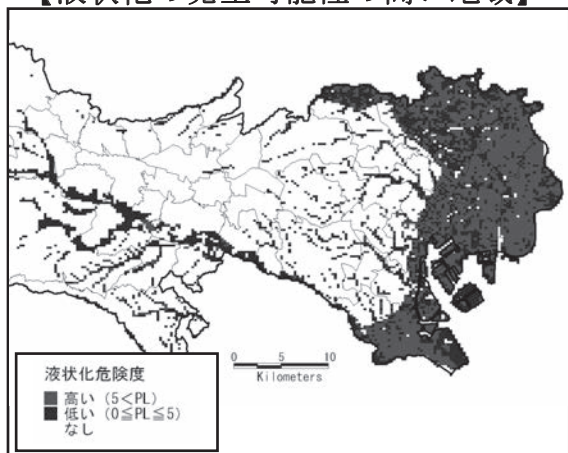 【液状化の発生可能性の高い地域】
0 5 10
Kilometers
液状化危険度
高い (5<PL)
低い (0≦PL≦5)
なし